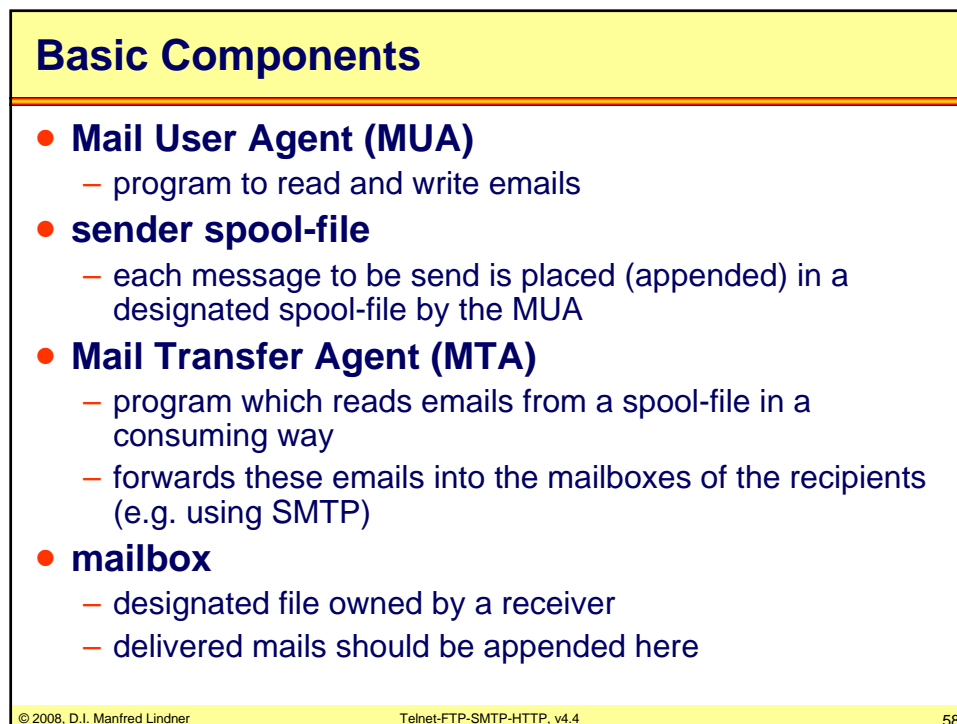 Basic Components
• Mail User Agent (MUA)
– program to read and write emails
• sender spool-file
– each message to be send is placed (appended) in a
designated spool-file by the MUA
• Mail Transfer Agent (MTA)
– program which reads emails from a spool-file in a
consuming way
– forwards these emails into the mailboxes of the recipients
(e.g. using SMTP)
• mailbox
– designated file owned by a receiver
– delivered mails should be appended here
© 2008, D.I. Manfred Lindner Telnet-FTP-SMTP-HTTP, v4.4 58